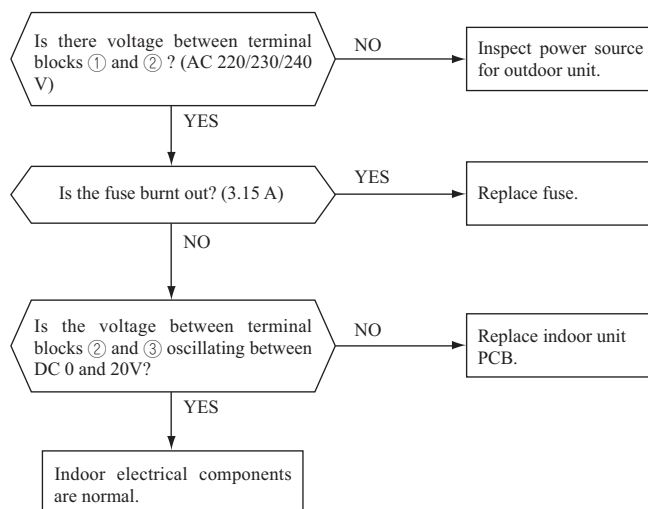 Is there voltage between terminal
blocks ① and ② ? (AC 220/230/240
V)
NO
Inspect power source
for outdoor unit.
YES
Is the fuse burnt out? (3.15 A)
YES
Replace fuse.
NO
Is the voltage between terminal
blocks ② and ③ oscillating between
DC 0 and 20V?
NO
Replace indoor unit
PCB.
YES
Indoor electrical components
are normal.